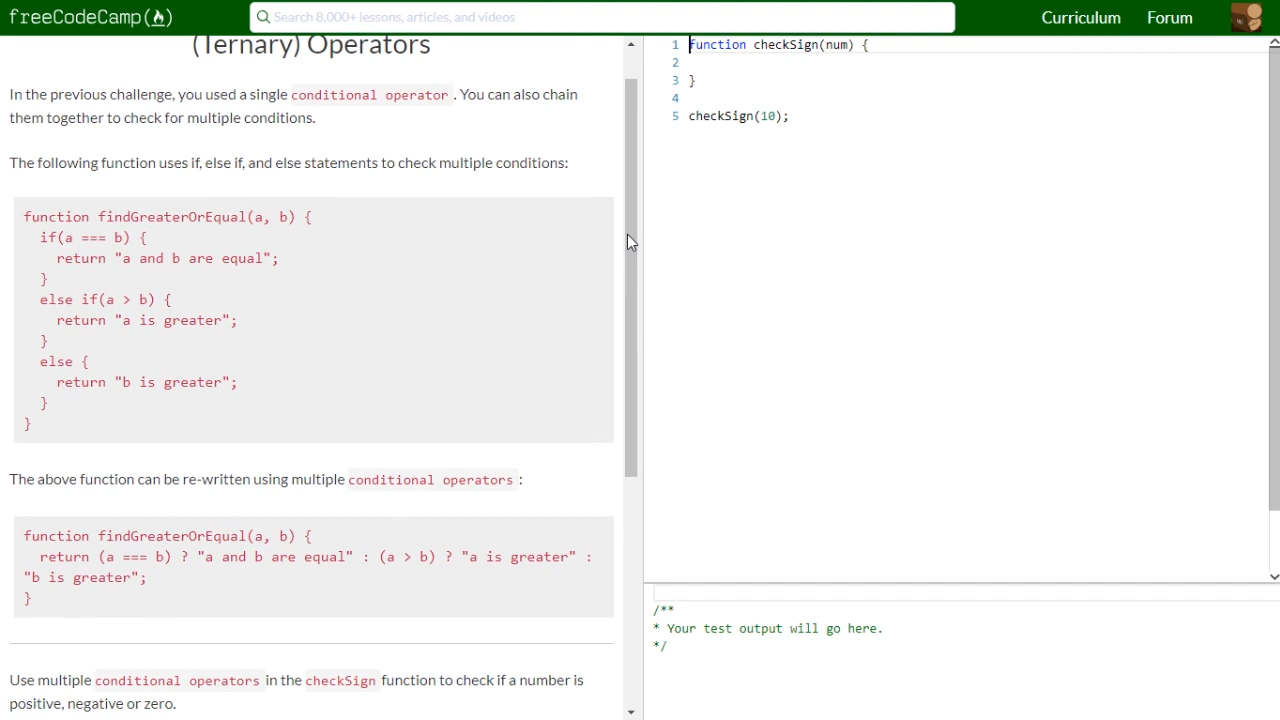 freeCodeCamp(🔥)
Search 8,000+ lessons, articles, and videos
Curriculum
Forum
(Ternary) Operators
In the previous challenge, you used a single conditional operator . You can also chain
them together to check for multiple conditions.
The following function uses if, else if, and else statements to check multiple conditions:
function findGreaterOrEqual(a, b) {
if(a === b) {
return "a and b are equal";
}
else if(a > b) {
return "a is greater";
}
else {
return "b is greater";
}
}
The above function can be re-written using multiple conditional operators :
function findGreaterOrEqual(a, b) {
return (a === b) ? "a and b are equal" : (a > b) ? "a is greater" :
"b is greater";
}
Use multiple conditional operators in the checkSign function to check if a number is
positive, negative or zero.
1 function checkSign(num) {
2
3 }
4
5 checkSign(10);
/**
* Your test output will go here.
*/